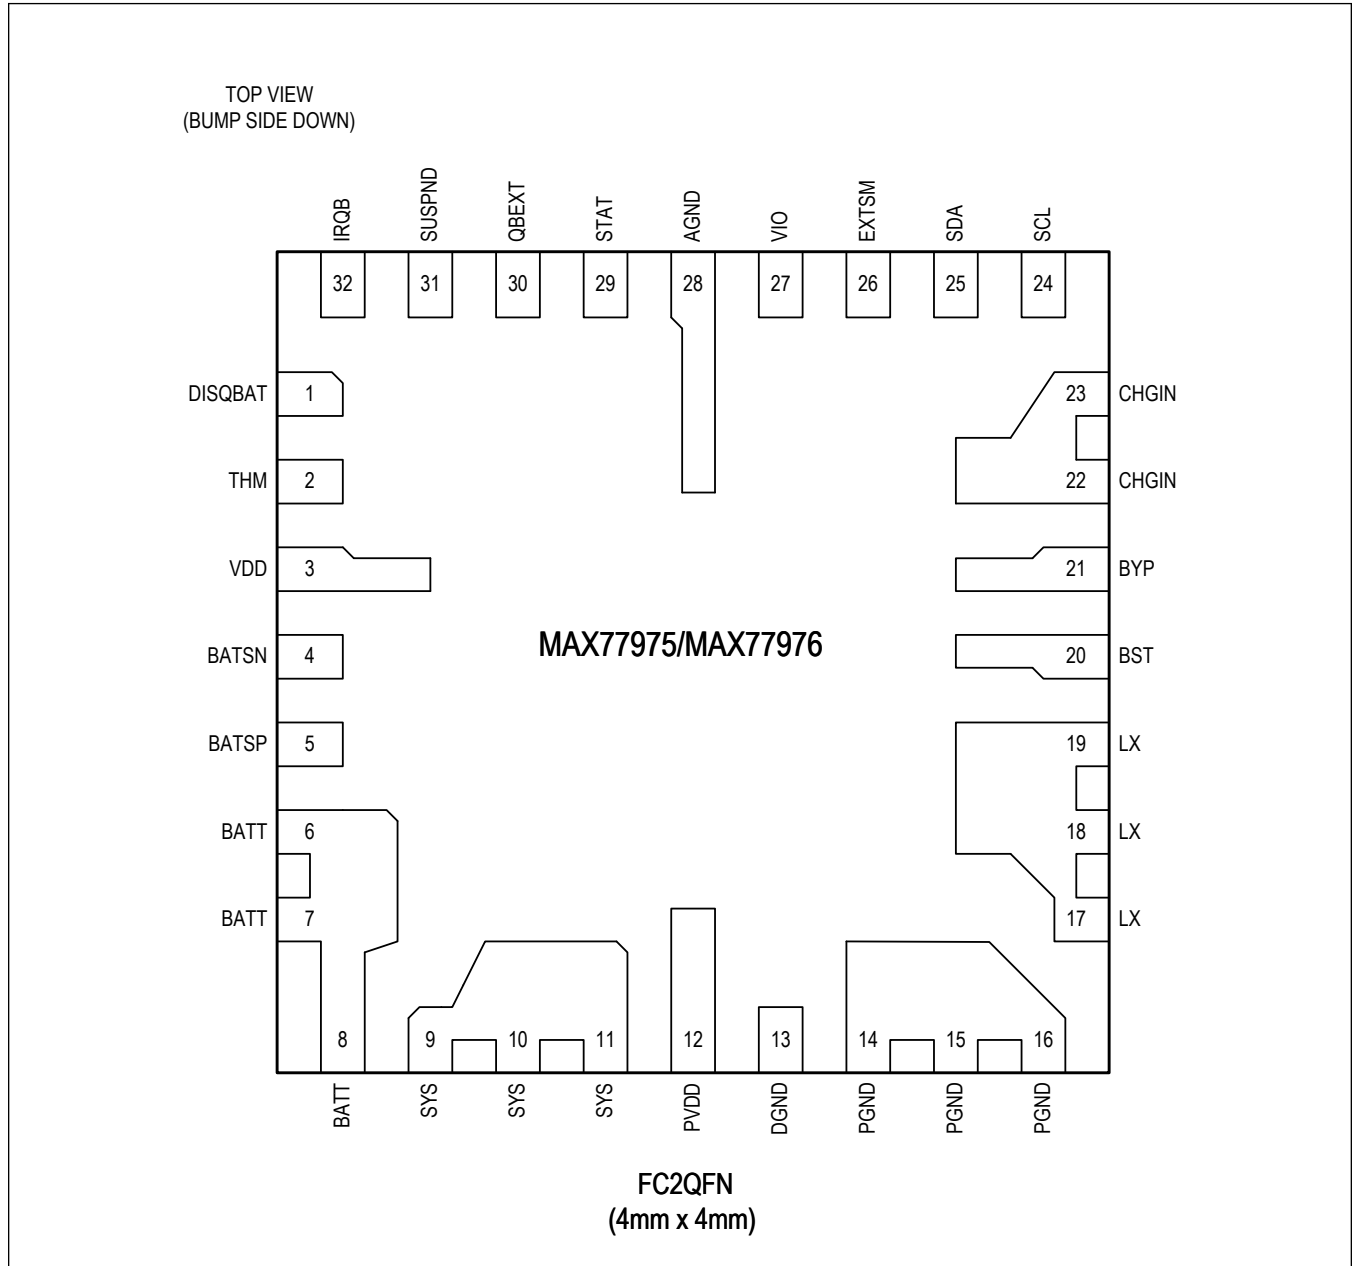 TOP VIEW
(BUMP SIDE DOWN)
IRQB
SUSPND
QBEXT
STAT
AGND
VIO
EXTSM
SDA
SCL
32
31
30
29
28
27
26
25
24
DISQBAT
1
23
CHGIN
THM
2
22
CHGIN
VDD
3
21
BYP
MAX77975/MAX77976
BATSN
4
20
BST
BATSP
5
19
LX
BATT
6
18
LX
BATT
7
17
LX
8
9
10
11
12
13
14
15
16
BATT
SYS
SYS
SYS
PVDD
DGND
PGND
PGND
PGND
FC2QFN
(4mm x 4mm)